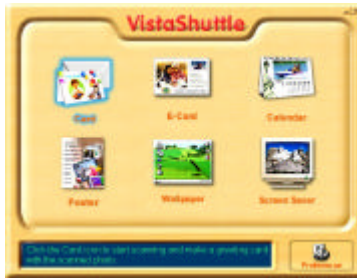 VistaShuttle
Card
E-Card
Calendar
Poster
Wallpaper
Screen Saver
Click the Card icon to start scanning and make a greeting card
with the scanned photo.